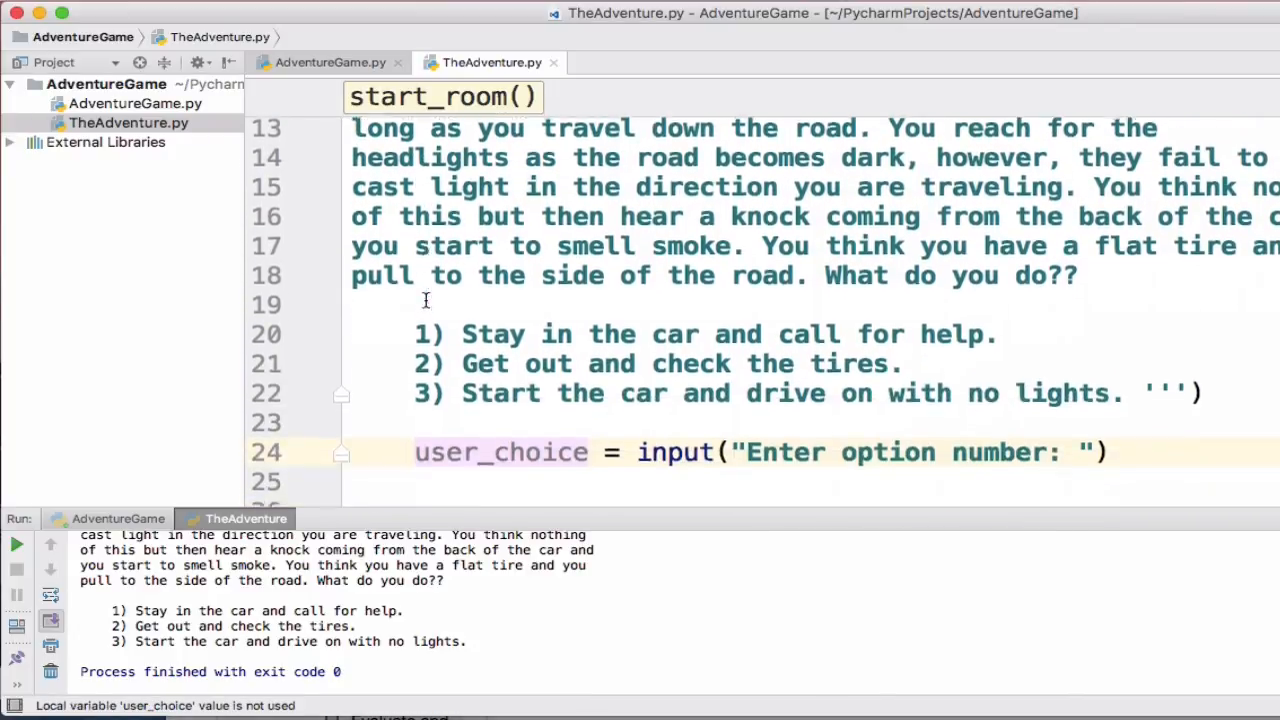 TheAdventure.py - AdventureGame - [~/PycharmProjects/AdventureGame]
AdventureGame TheAdventure.py
Project AdventureGame.py TheAdventure.py
AdventureGame ~/Pycharm
AdventureGame.py
TheAdventure.py
External Libraries
start_room()
13 long as you travel down the road. You reach for the
14 headlights as the road becomes dark, however, they fail to
15 cast light in the direction you are traveling. You think no
16 of this but then hear a knock coming from the back of the c
17 you start to smell smoke. You think you have a flat tire an
18 pull to the side of the road. What do you do??
19
20 1) Stay in the car and call for help.
21 2) Get out and check the tires.
22 3) Start the car and drive on with no lights. ''')
23
24 user_choice = input("Enter option number: ")
25
Run: AdventureGame TheAdventure
cast light in the direction you are traveling. You think nothing
of this but then hear a knock coming from the back of the car and
you start to smell smoke. You think you have a flat tire and you
pull to the side of the road. What do you do??
1) Stay in the car and call for help.
2) Get out and check the tires.
3) Start the car and drive on with no lights.
Process finished with exit code 0
Local variable 'user_choice' value is not used